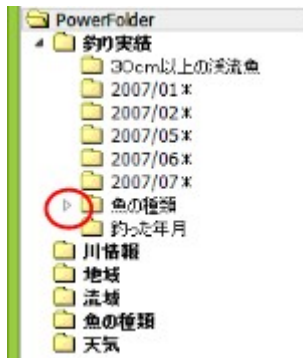 PowerFolder
釣り実績
30cm以上の渓流魚
2007/01*
2007/02*
2007/05*
2007/06*
2007/07*
魚の種類
釣った年月
川情報
地域
流域
魚の種類
天気